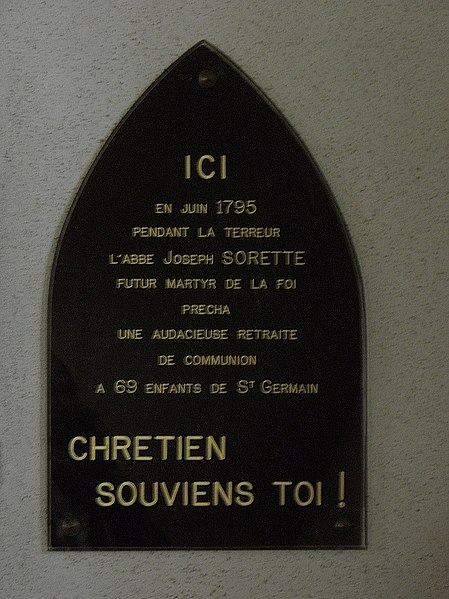 ICI
EN JUIN 1795
PENDANT LA TERREUR
L'ABBE JOSEPH SORETTE
FUTUR MARTYR DE LA FOI
PRECHA
UNE AUDACIEUSE RETRAITE
DE COMMUNION
A 69 ENFANTS DE ST GERMAIN
CHRETIEN
SOUVIENS TOI !